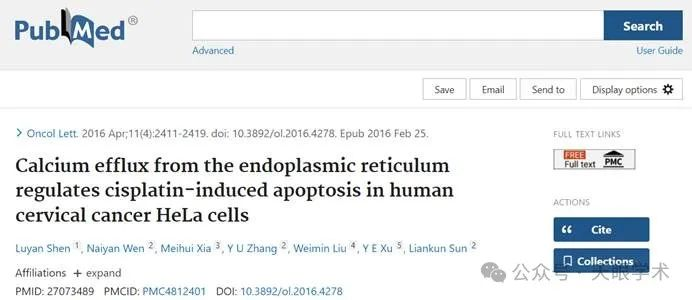 PubMed®
Search
Advanced
User Guide
Save
Email
Send to
Display options
Oncol Lett. 2016 Apr;11(4):2411-2419. doi: 10.3892/ol.2016.4278. Epub 2016 Feb 25.
Calcium efflux from the endoplasmic reticulum
regulates cisplatin-induced apoptosis in human
cervical cancer HeLa cells
Luyan Shen 1, Naiyan Wen 2, Meihui Xia 3, Y U Zhang 2, Weimin Liu 4, Y E Xu 5, Liankun Sun 2
Affiliations + expand
PMID: 27073489 PMCID: PMC4812401 DOI: 10.3892/ol.2016.4278
FULL TEXT LINKS
FREE
Full text
PMC
ACTIONS
Cite
Collections
公众号·天眼学术